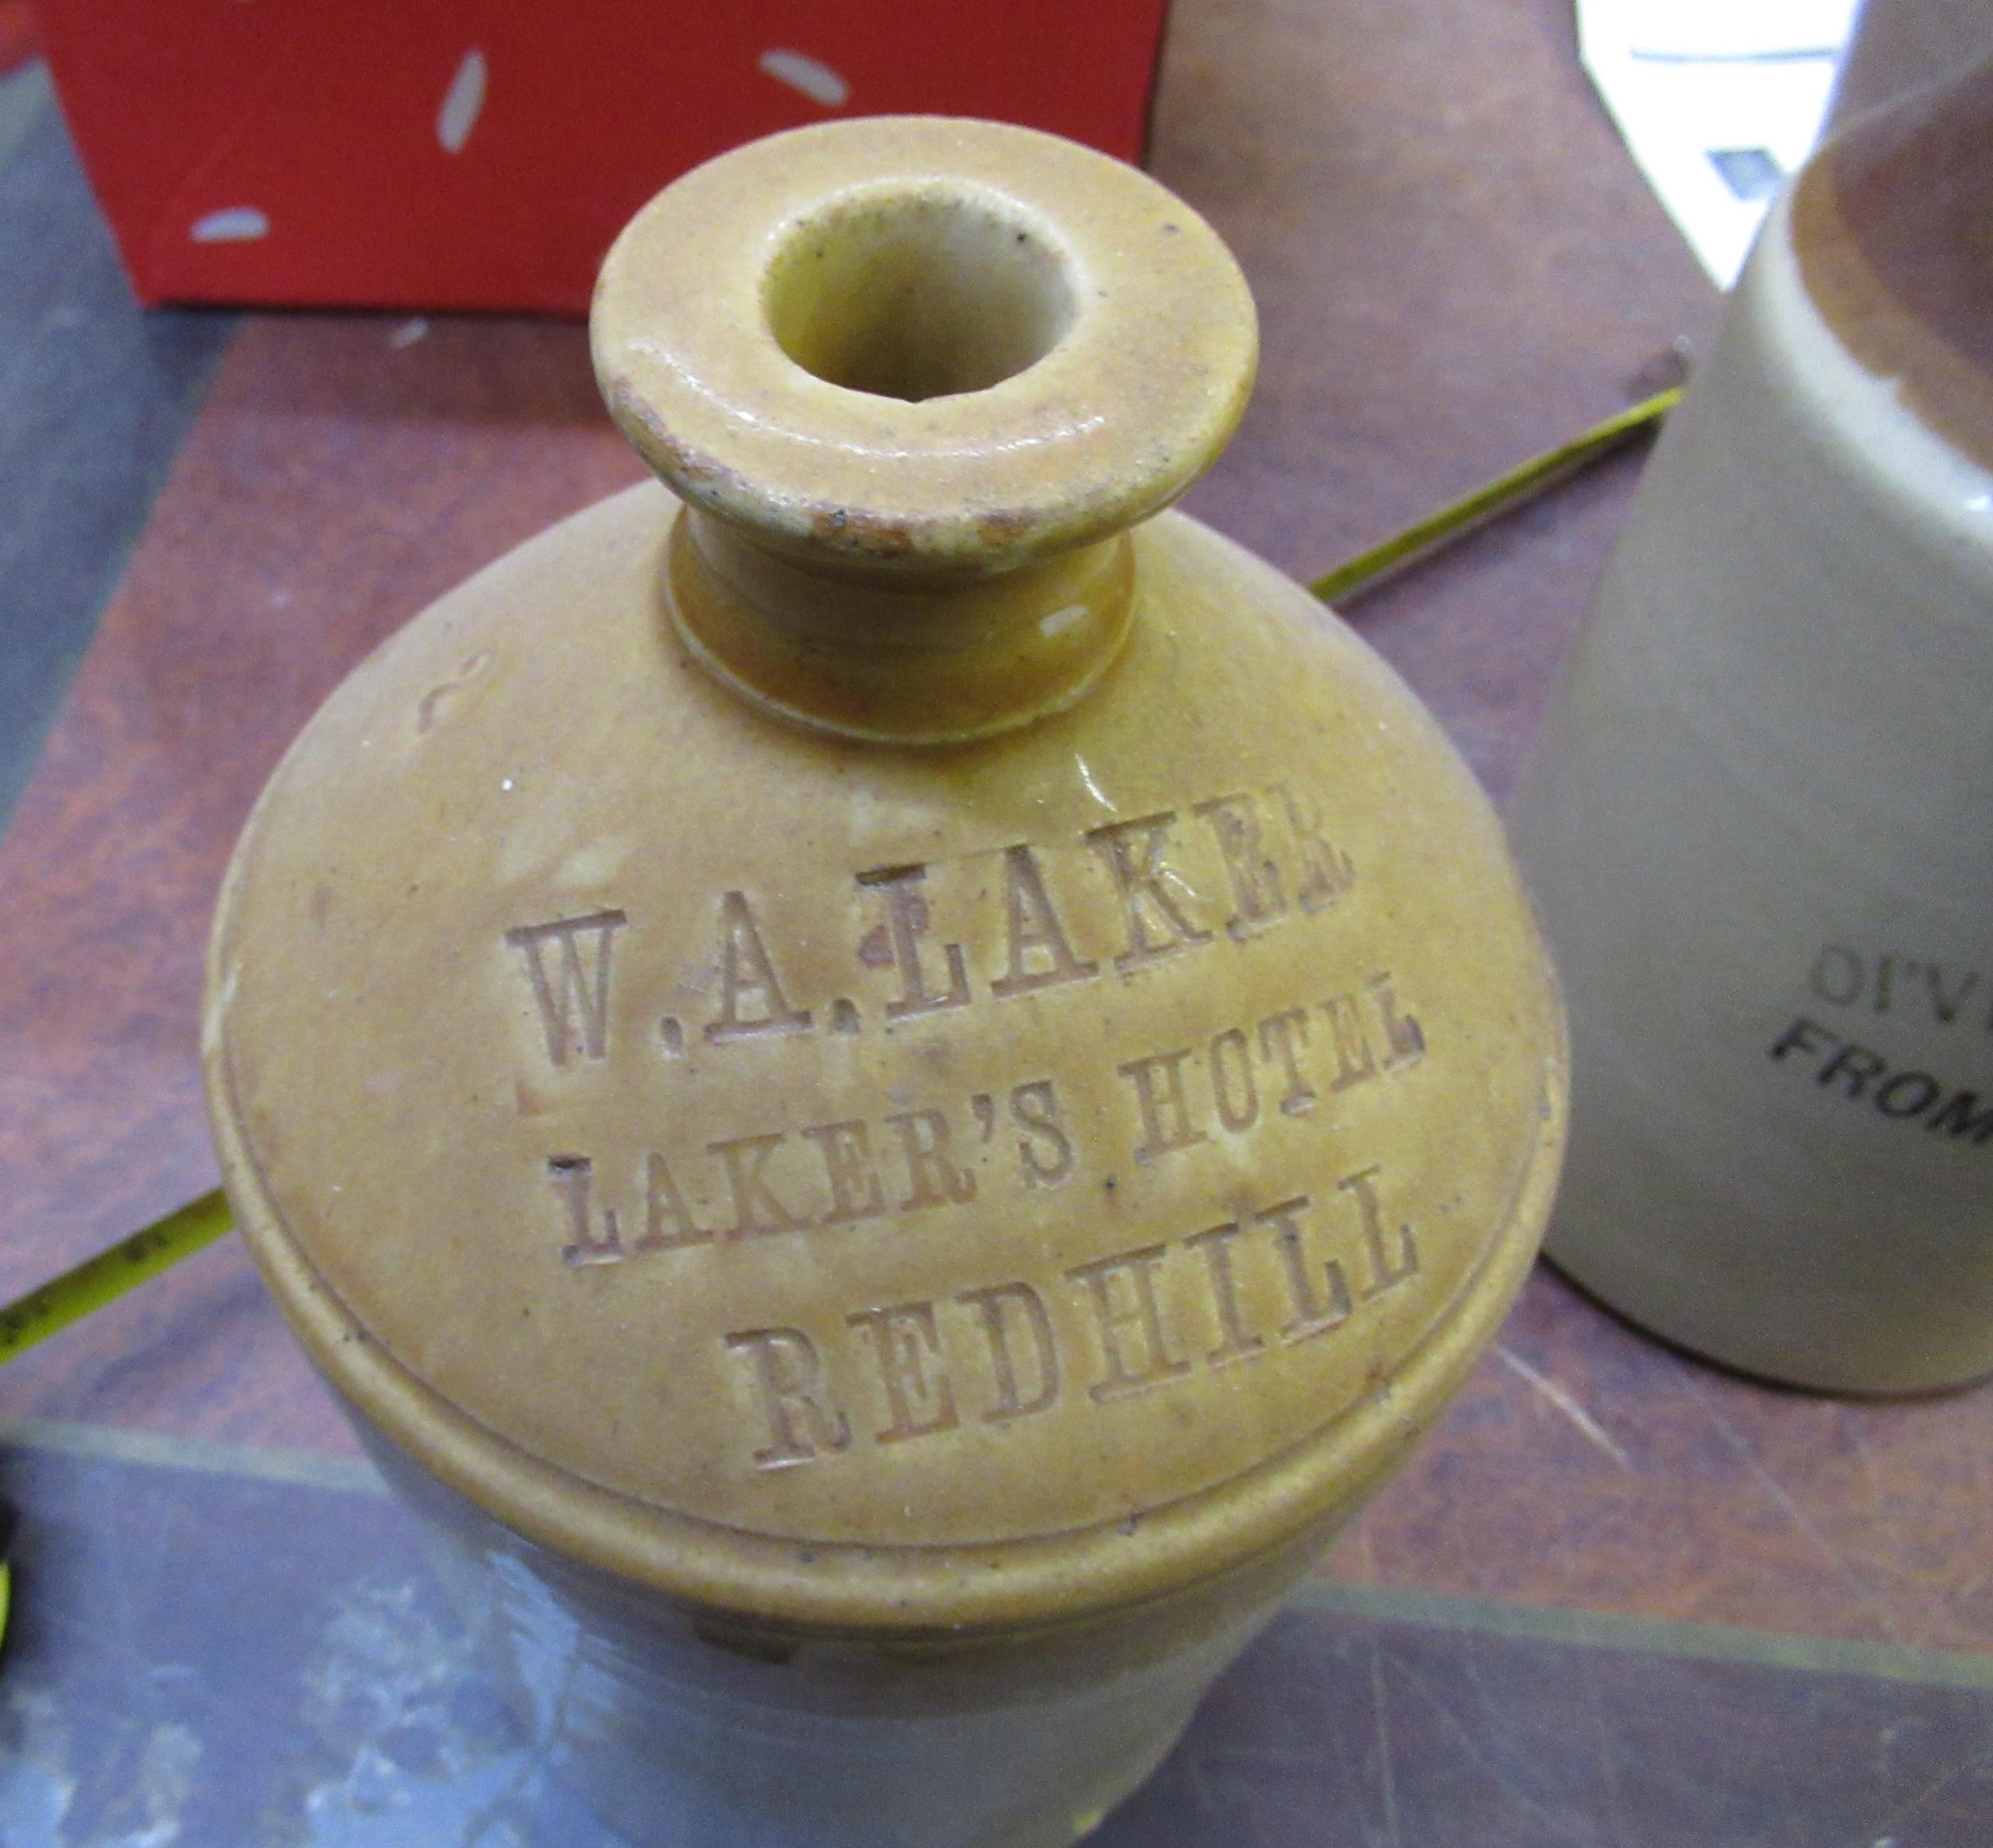 W.A.LAKER
LAKER'S HOTEL
REDHILL
FROM